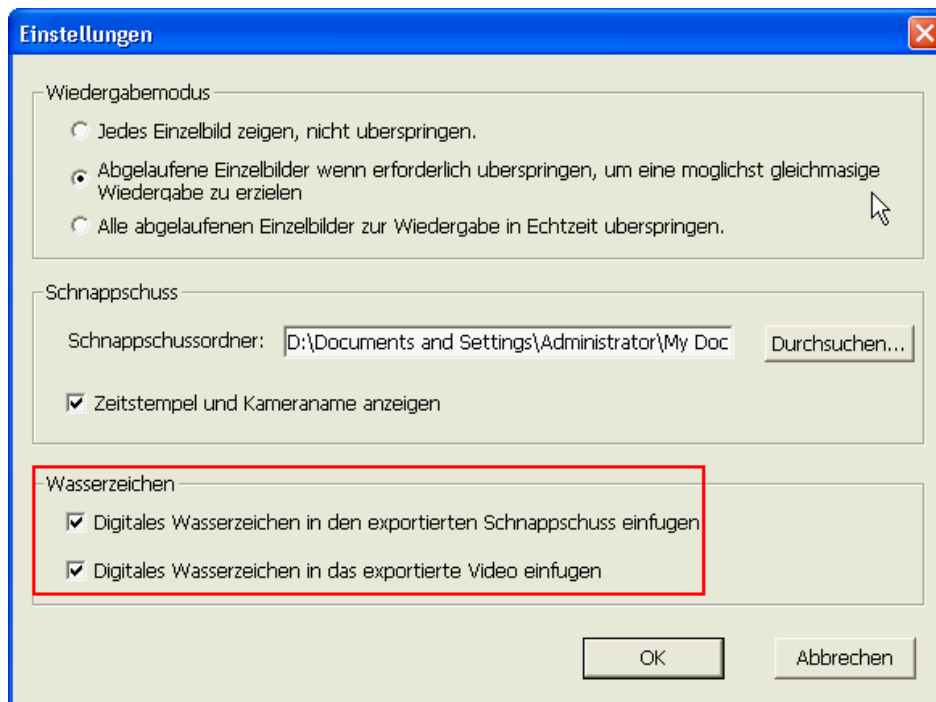 Einstellungen
Wiedergabemodus
Jedes Einzelbild zeigen, nicht uberspringen.
Abgelaufene Einzelbilder wenn erforderlich uberspringen, um eine moglichst gleichmasige
Wiedergabe zu erzielen
Alle abgelaufenen Einzelbilder zur Wiedergabe in Echtzeit uberspringen.
Schnappschuss
Schnappschussordner: D:\Documents and Settings\Administrator\My Doc Durchsuchen...
Zeitstempel und Kameraname anzeigen
Wasserzeichen
Digitales Wasserzeichen in den exportierten Schnappschuss einfugen
Digitales Wasserzeichen in das exportierte Video einfugen
OK Abbrechen